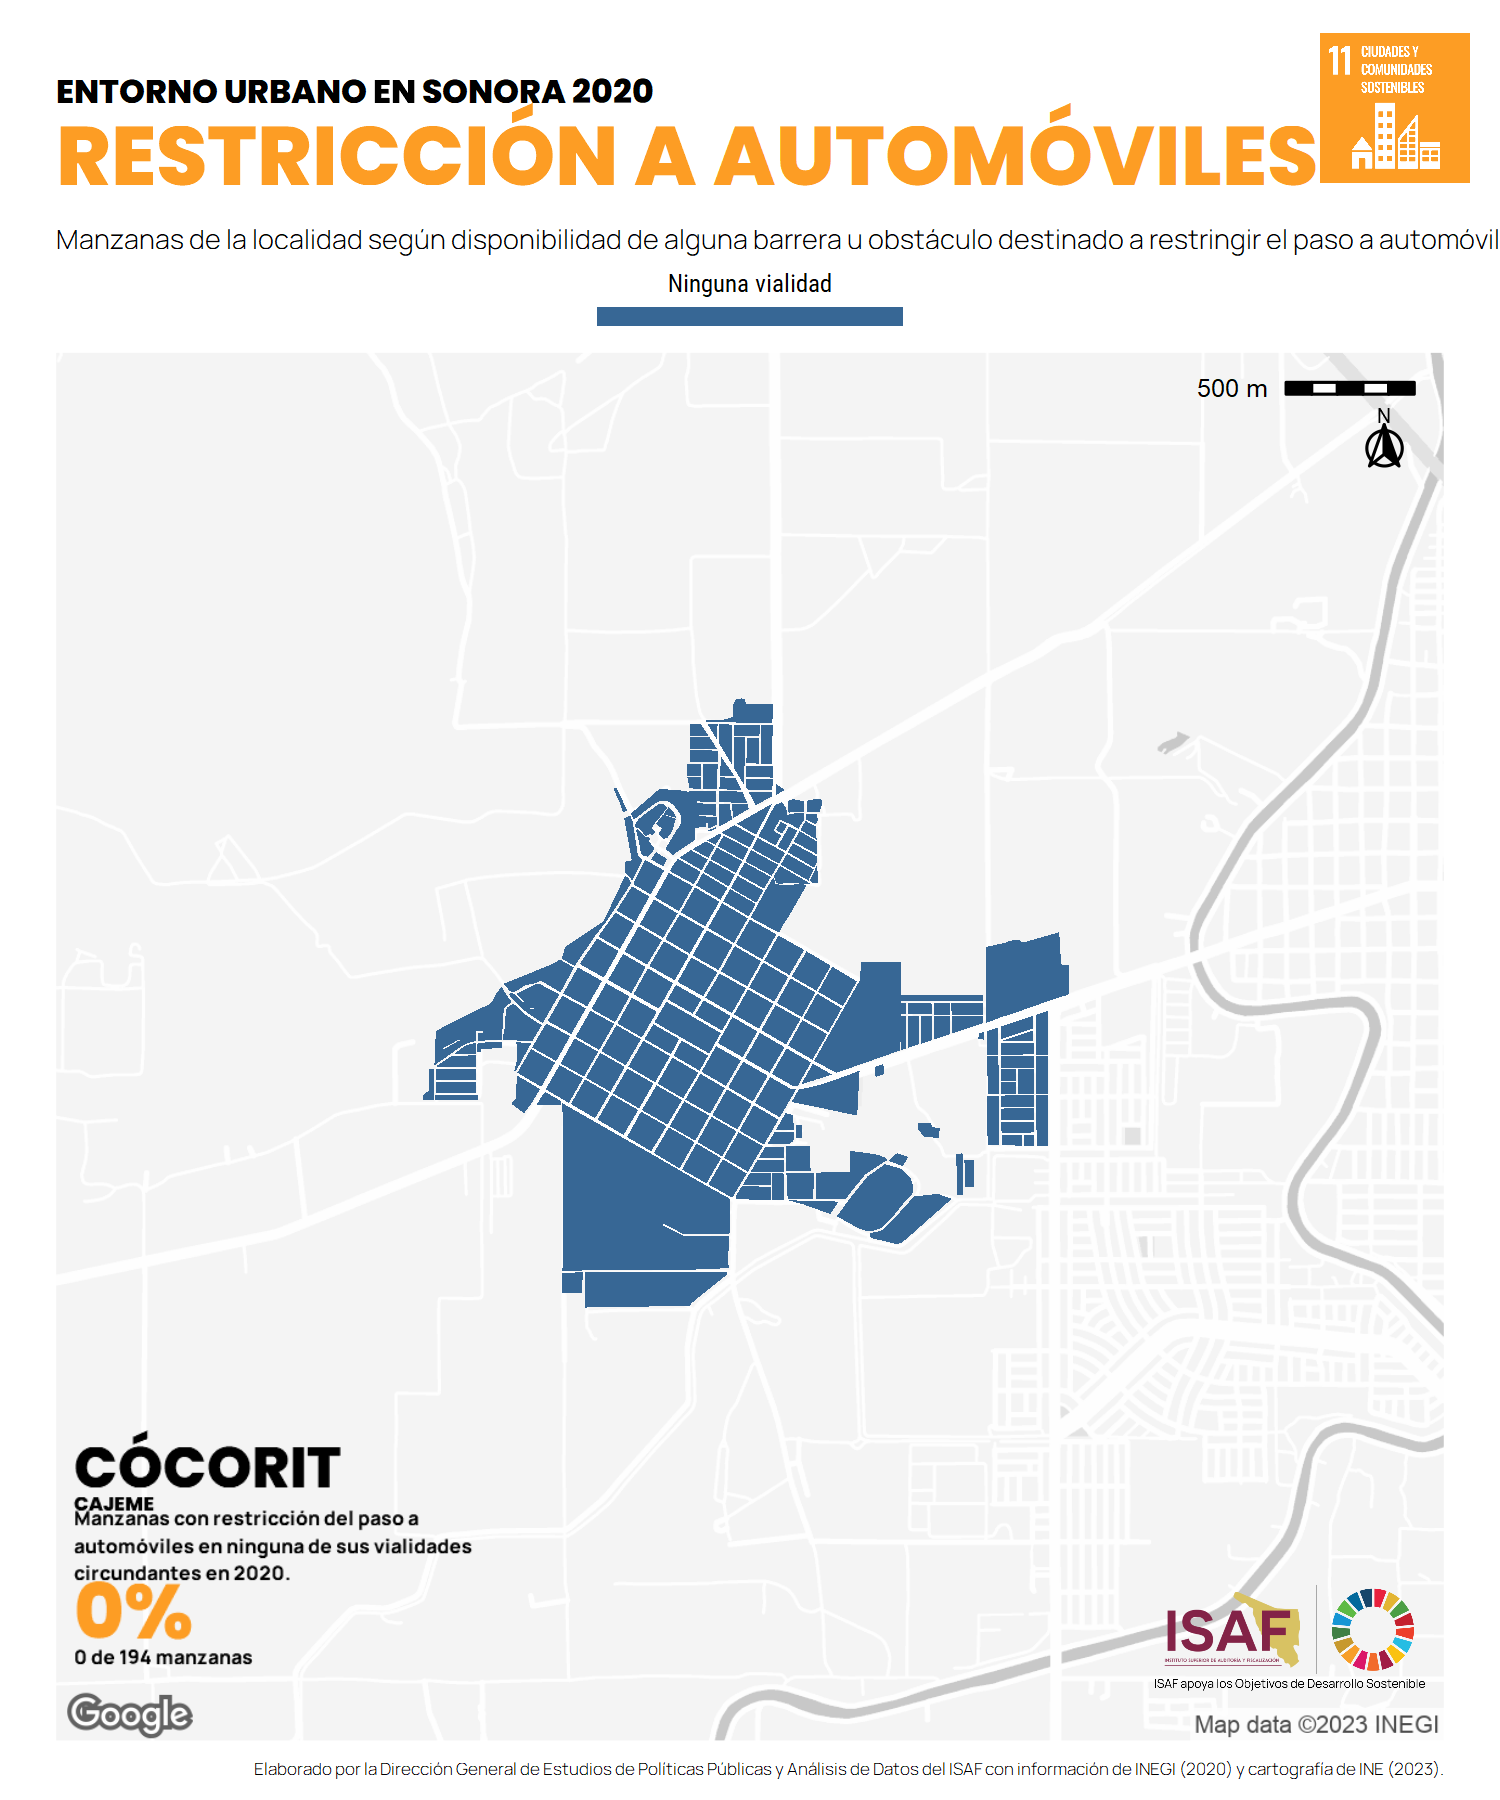 ENTORNO URBANO EN SONORA 2020
RESTRICCIÓN A AUTOMÓVILES
11 CIUDADES Y
COMUNIDADES
SOSTENIBLES
Manzanas de la localidad según disponibilidad de alguna barrera u obstáculo destinado a restringir el paso a automóvil
Ninguna vialidad
500 m
N
CÓCORIT
CAJEME
Manzanas con restricción del paso a
automóviles en ninguna de sus vialidades
circundantes en 2020.
0%
0 de 194 manzanas
Google
ISAF
INSTITUTO SUPERIOR DE AUDITORÍA Y FISCALIZACIÓN
ISAF apoya los Objetivos de Desarrollo Sostenible
Map data ©2023 INEGI
Elaborado por la Dirección General de Estudios de Políticas Públicas y Análisis de Datos del ISAF con información de INEGI (2020) y cartografía de INE (2023).